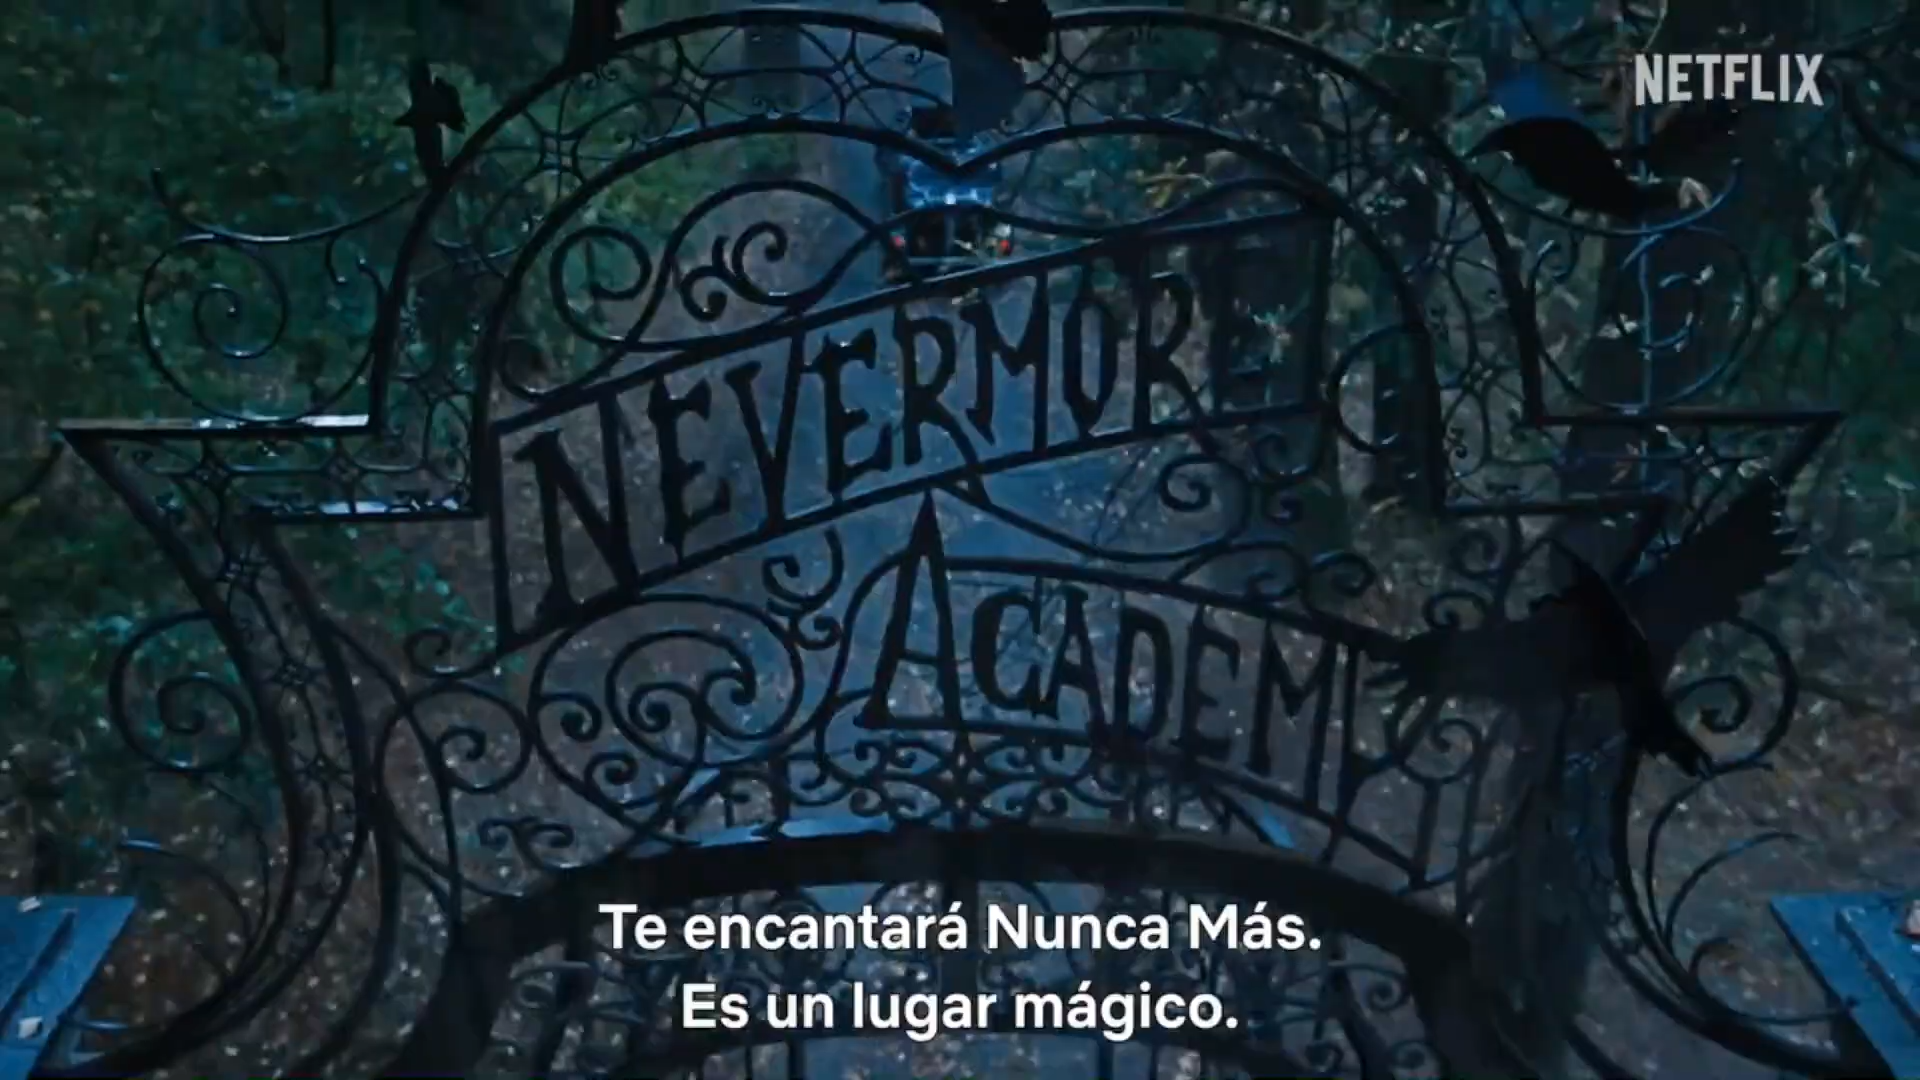 NETFLIX
NEVERMORE
ACADEMY
Te encantará Nunca Más.
Es un lugar mágico.